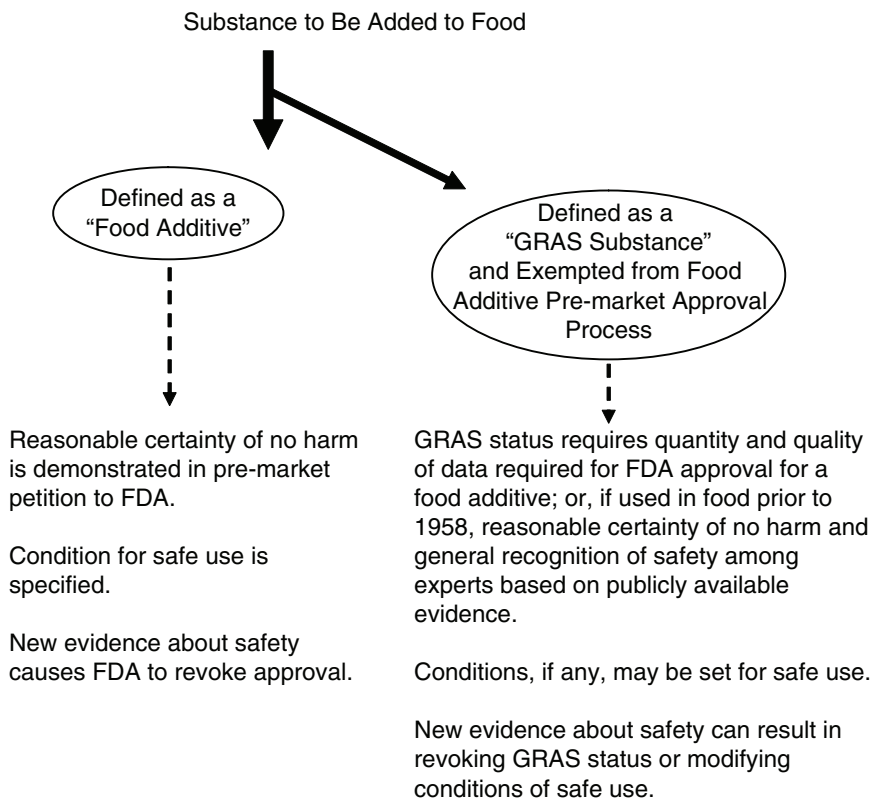 Substance to Be Added to Food
Defined as a
“Food Additive”
Defined as a
“GRAS Substance”
and Exempted from Food
Additive Pre-market Approval
Process
Reasonable certainty of no harm
is demonstrated in pre-market
petition to FDA.
Condition for safe use is
specified.
New evidence about safety
causes FDA to revoke approval.
GRAS status requires quantity and quality
of data required for FDA approval for a
food additive; or, if used in food prior to
1958, reasonable certainty of no harm and
general recognition of safety among
experts based on publicly available
evidence.
Conditions, if any, may be set for safe use.
New evidence about safety can result in
revoking GRAS status or modifying
conditions of safe use.